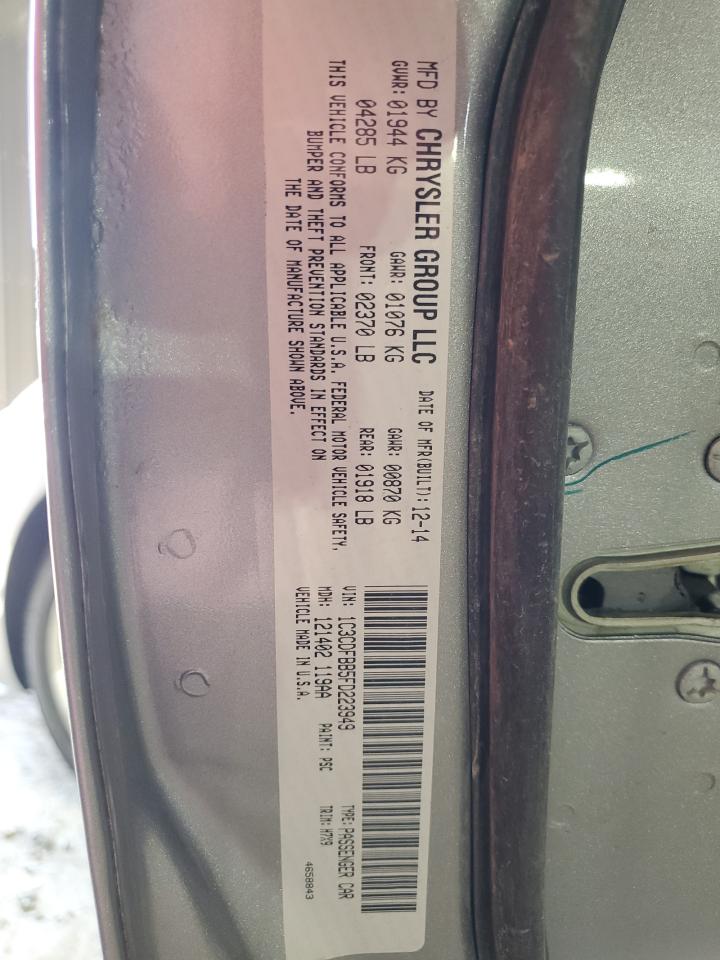 MFD BY CHRYSLER GROUP LLC DATE OF MFR(BUILT): 12-14
GVWR: 01944 KG GAWR: 01076 KG GAWR: 00870 KG
04285 LB FRONT: 02370 LB REAR: 01918 LB
THIS VEHICLE CONFORMS TO ALL APPLICABLE U.S.A. FEDERAL MOTOR VEHICLE SAFETY,
BUMPER AND THEFT PREVENTION STANDARDS IN EFFECT ON
THE DATE OF MANUFACTURE SHOWN ABOVE.
VIN: 1C3CDFBB5FD223949 TYPE: PASSENGER CAR
MDH: 121402 119AA PAINT: PSC TRIM: H7X9
VEHICLE MADE IN U.S.A.
4658843